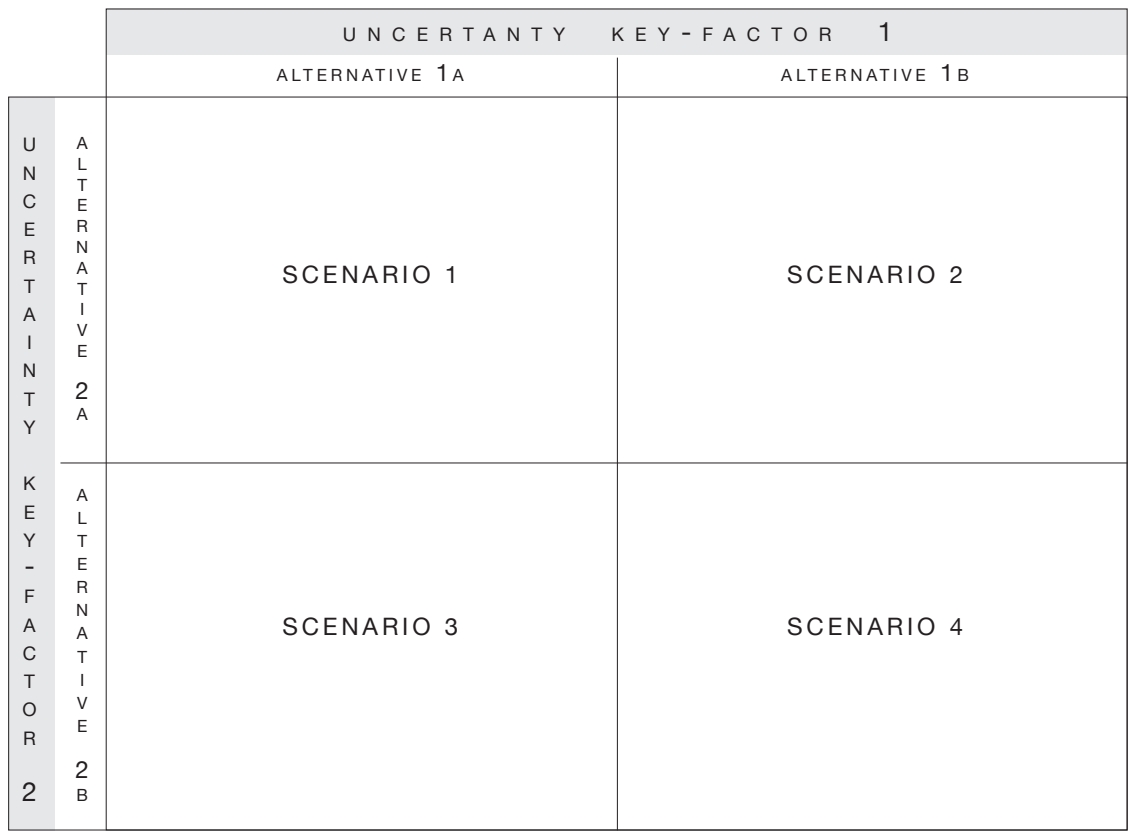 UNCERTANTY KEY-FACTOR 1
ALTERNATIVE 1A
ALTERNATIVE 1B
UNCERTAINTY KEY-FACTOR 2
ALTERNATIVE 2A
SCENARIO 1
SCENARIO 2
ALTERNATIVE 2B
SCENARIO 3
SCENARIO 4